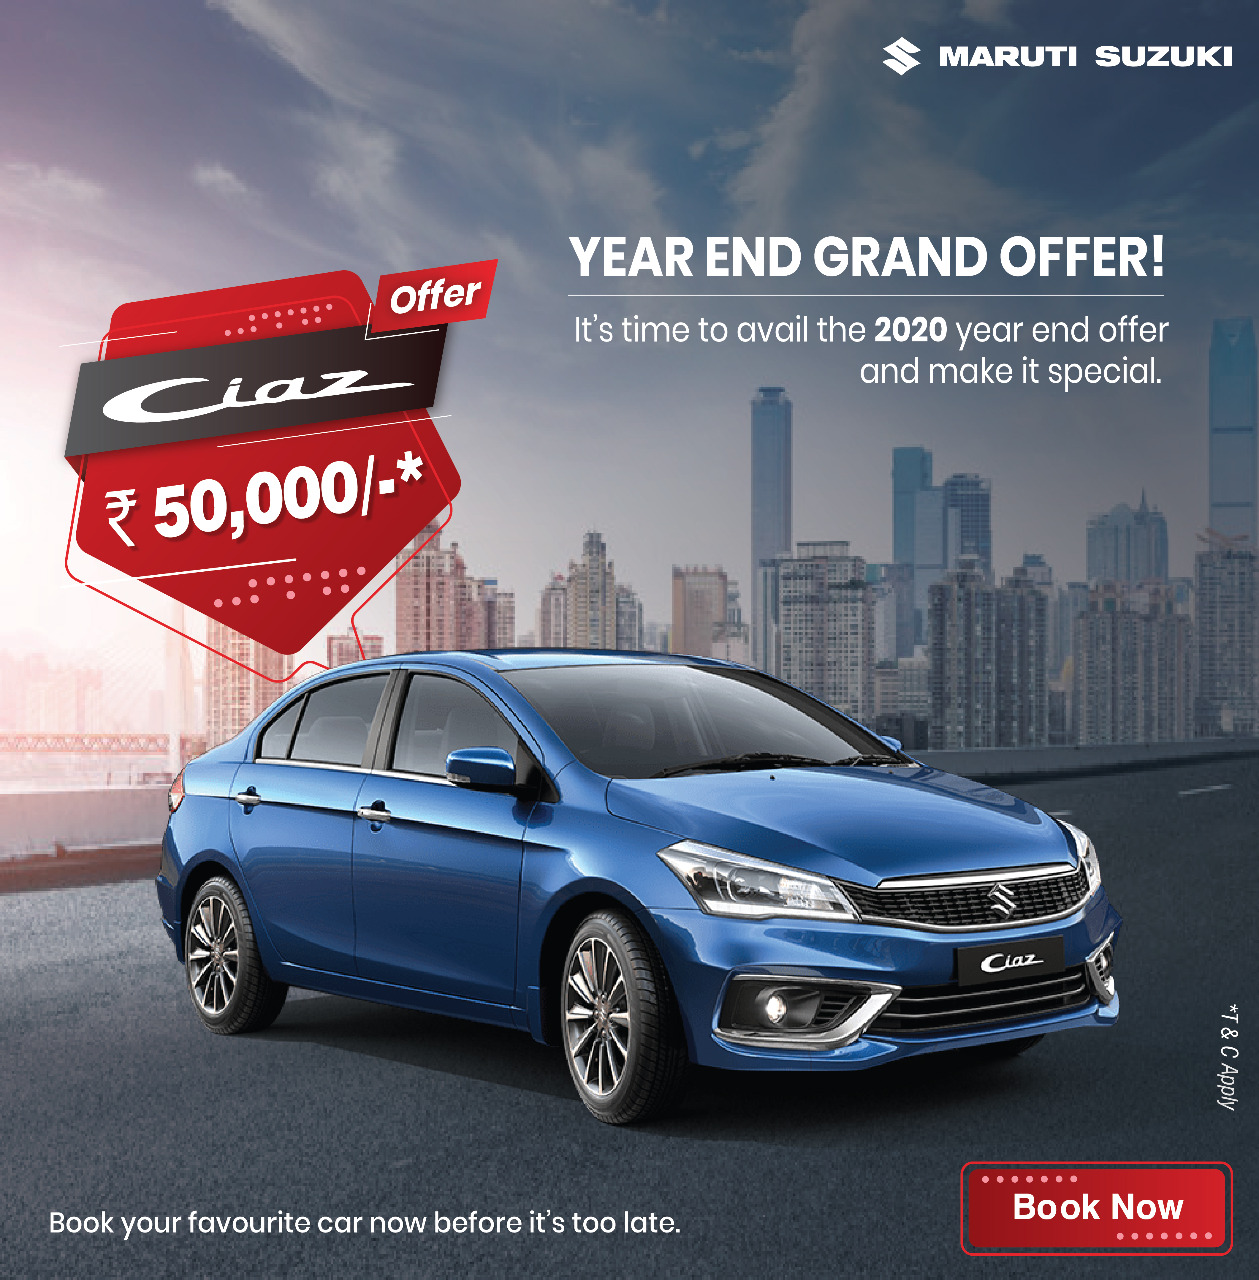 MARUTI SUZUKI
YEAR END GRAND OFFER!
It's time to avail the 2020 year end offer
and make it special.
Offer
Ciaz
₹ 50,000/-*
Ciaz
*T & C Apply
Book your favourite car now before it's too late.
Book Now